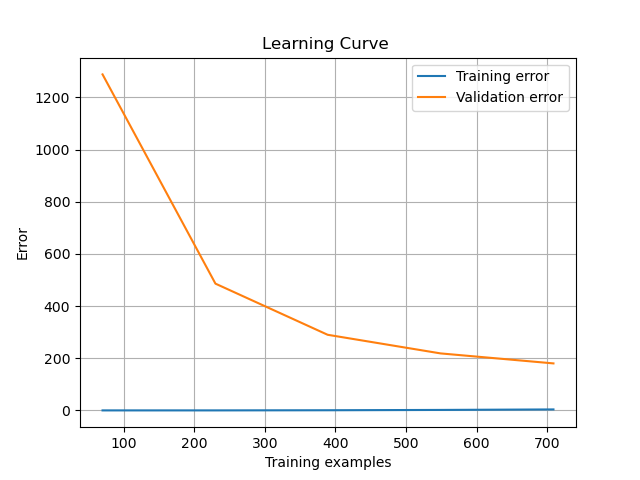 Learning Curve
Training error
Validation error
1200
1000
800
600
400
200
0
Error
100 200 300 400 500 600 700
Training examples